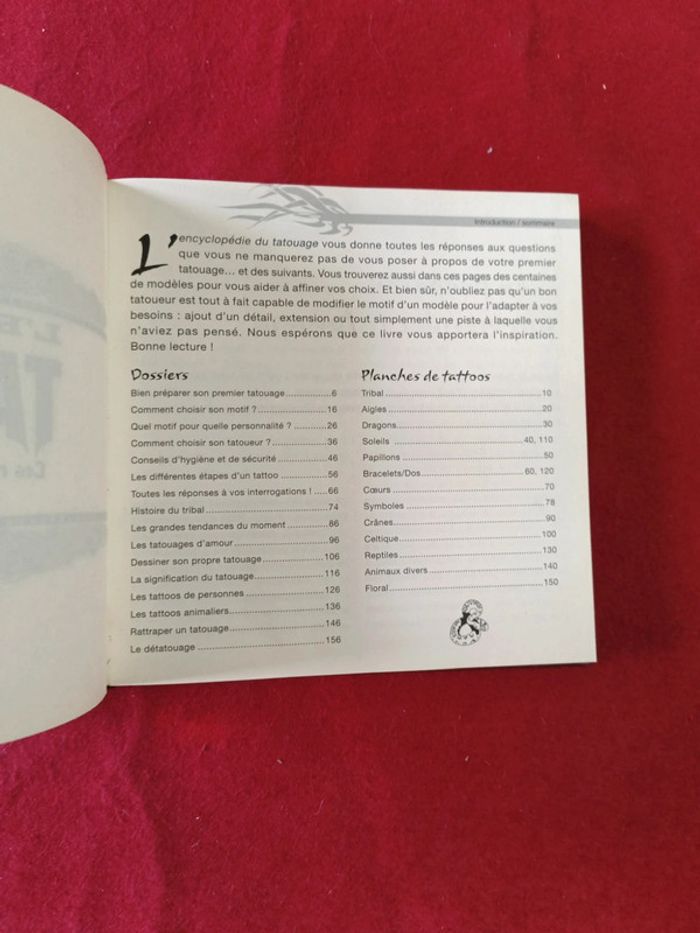 Introduction / sommaire
L'encyclopédie du tatouage vous donne toutes les réponses aux questions
que vous ne manquerez pas de vous poser à propos de votre premier
tatouage... et des suivants. Vous trouverez aussi dans ces pages des centaines
de modèles pour vous aider à affiner vos choix. Et bien sûr, n'oubliez pas qu'un bon
tatoueur est tout à fait capable de modifier le motif d'un modèle pour l'adapter à vos
besoins : ajout d'un détail, extension ou tout simplement une piste à laquelle vous
n'aviez pas pensé. Nous espérons que ce livre vous apportera l'inspiration.
Bonne lecture !
Dossiers
Bien préparer son premier tatouage 6
Comment choisir son motif ? 16
Quel motif pour quelle personnalité ? 26
Comment choisir son tatoueur ? 36
Conseils d'hygiène et de sécurité 46
Les différentes étapes d'un tattoo 56
Toutes les réponses à vos interrogations ! 66
Histoire du tribal 74
Les grandes tendances du moment 86
Les tatouages d'amour 96
Dessiner son propre tatouage 106
La signification du tatouage 116
Les tattoos de personnes 126
Les tattoos animaliers 136
Rattraper un tatouage 146
Le détatouage 156
Planches de tattoos
Tribal 10
Aigles 20
Dragons 30
Soleils 40, 110
Papillons 50
Bracelets/Dos 60, 120
Cœurs 70
Symboles 78
Crânes 90
Celtique 100
Reptiles 130
Animaux divers 140
Floral 150